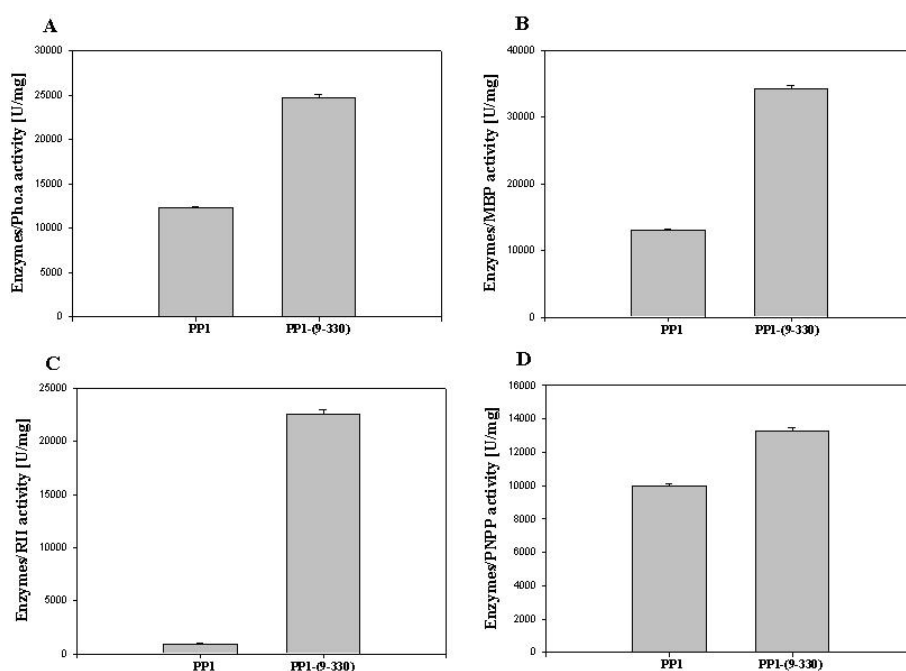 A
Enzymes/Pho.a activity [U/mg]
30000
25000
20000
15000
10000
5000
0
PP1
PP1-(9-330)
B
Enzymes/MBP activity [U/mg]
40000
30000
20000
10000
0
PP1
PP1-(9-330)
C
Enzymes/RII activity [U/mg]
25000
20000
15000
10000
5000
0
PP1
PP1-(9-330)
D
Enzymes/PNPP activity [U/mg]
16000
14000
12000
10000
8000
6000
4000
2000
0
PP1
PP1-(9-330)